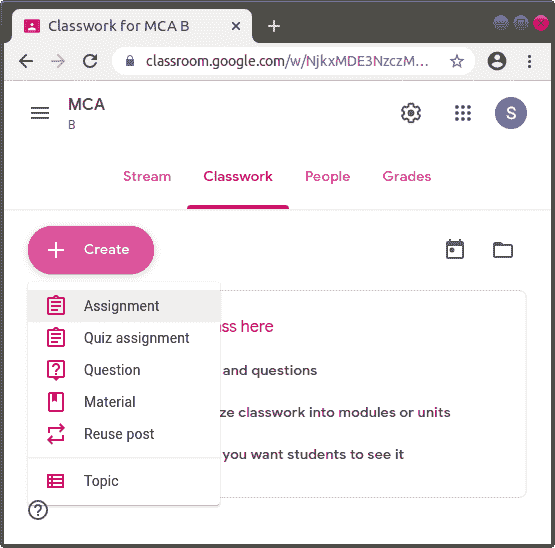 Classwork for MCA B
classroom.google.com/w/NjkxMDE3NzczM...
MCA
B
S
Stream Classwork People Grades
Create
Assignment
Quiz assignment
Question
Material
Reuse post
Topic
ss here
and questions
ze classwork into modules or units
you want students to see it